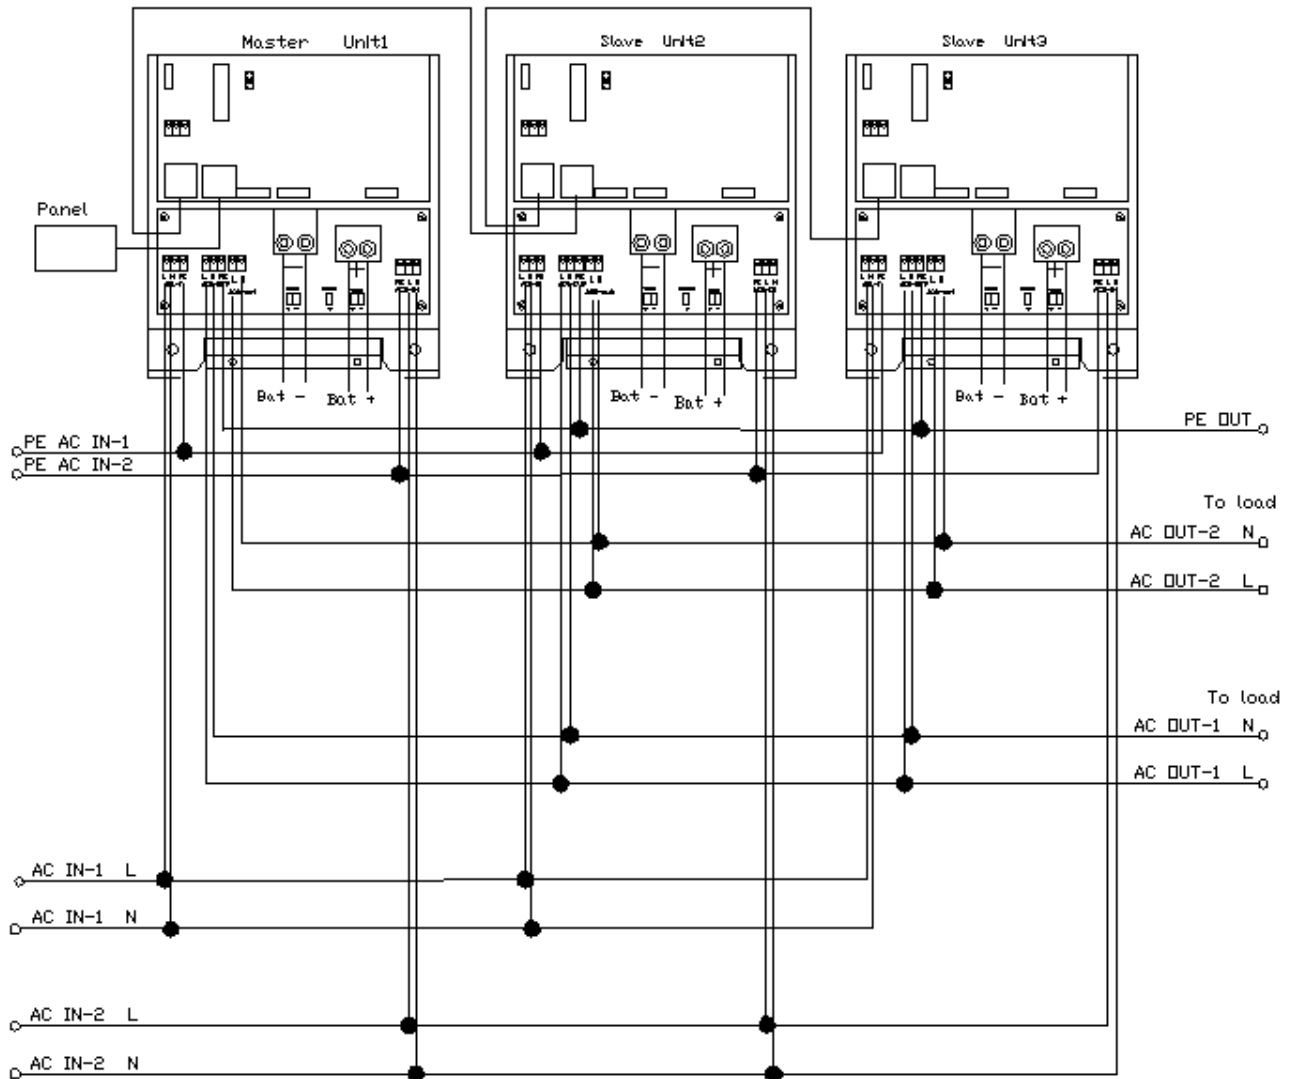 Master Unit1
Slave Unit2
Slave Unit3
Panel
Bat -
Bat +
Bat -
Bat +
Bat -
Bat +
PE OUT
PE AC IN-1
PE AC IN-2
To load
AC OUT-2 N
AC OUT-2 L
To load
AC OUT-1 N
AC OUT-1 L
AC IN-1 L
AC IN-1 N
AC IN-2 L
AC IN-2 N